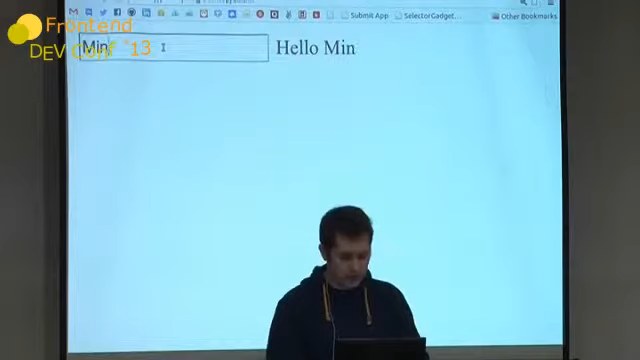 Frontend
DEV Conf '13
Submit App
SelectorGadget
Other Bookmarks
Min
Hello Min